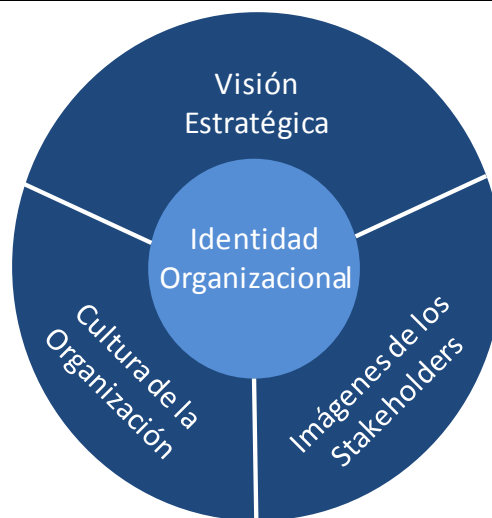 Visión
Estratégica
Identidad
Organizacional
Cultura de la
Organización
Imágenes de los
Stakeholders